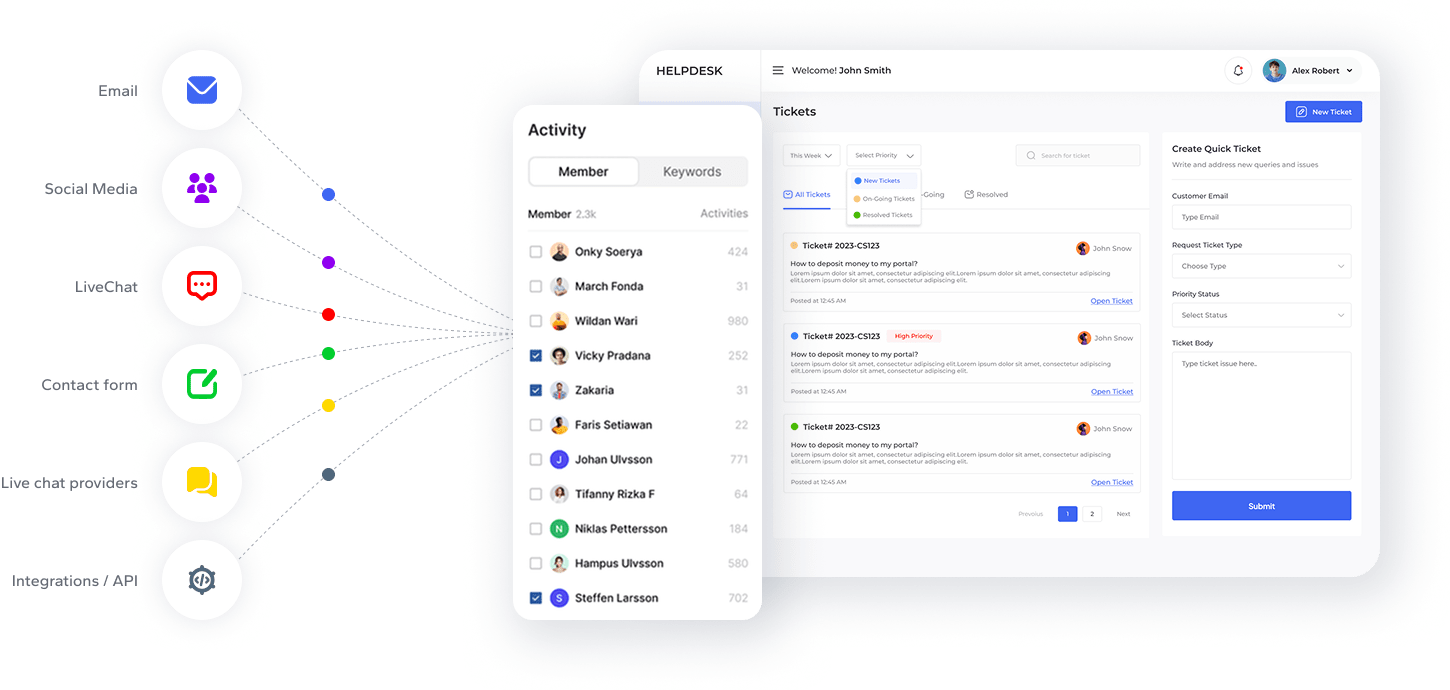 Email
Social Media
LiveChat
Contact form
Live chat providers
Integrations / API
Activity
Member Keywords
Member 2.3k Activities
Onky Soerya 424
March Fonda 31
Wildan Wari 980
Vicky Pradana 252
Zakaria 31
Faris Setiawan 22
J Johan Ulvsson 771
Tifanny Rizka F 64
N Niklas Pettersson 184
Hampus Ulvsson 580
S Steffen Larsson 702
HELPDESK
Welcome! John Smith
Alex Robert
Tickets
New Ticket
This Week
Select Priority
Search for ticket
New Tickets
On-Going Tickets
Resolved Tickets
All Tickets -Going Resolved
Ticket# 2023-CS123 John Snow
How to deposit money to my portal?
Lorem ipsum dolor sit amet, consectetur adipiscing elit.Lorem ipsum dolor sit amet, consectetur adipiscing
elit.Lorem ipsum dolor sit amet, consectetur adipiscing elit.
Posted at 12:45 AM Open Ticket
Ticket# 2023-CS123 High Priority John Snow
How to deposit money to my portal?
Lorem ipsum dolor sit amet, consectetur adipiscing elit.Lorem ipsum dolor sit amet, consectetur adipiscing
elit.Lorem ipsum dolor sit amet, consectetur adipiscing elit.
Posted at 12:45 AM Open Ticket
Ticket# 2023-CS123 John Snow
How to deposit money to my portal?
Lorem ipsum dolor sit amet, consectetur adipiscing elit.Lorem ipsum dolor sit amet, consectetur adipiscing
elit.Lorem ipsum dolor sit amet, consectetur adipiscing elit.
Posted at 12:45 AM Open Ticket
Prevoius 1 2 Next
Create Quick Ticket
Write and address new queries and issues
Customer Email
Type Email
Request Ticket Type
Choose Type
Priority Status
Select Status
Ticket Body
Type ticket issue here..
Submit